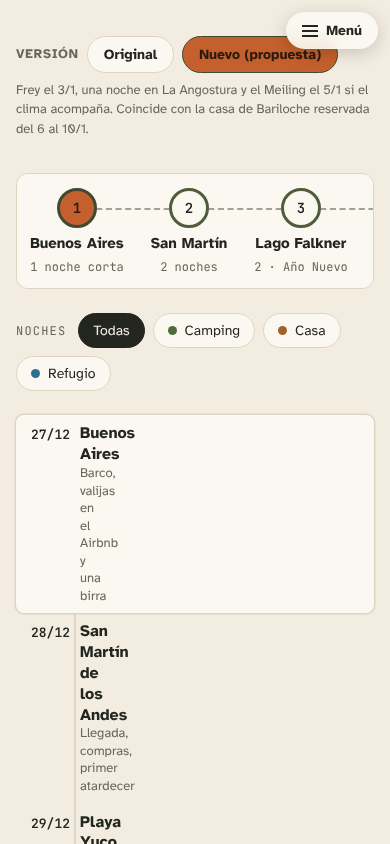 Menú
VERSIÓN Original Nuevo (propuesta)
Frey el 3/1, una noche en La Angostura y el Meiling el 5/1 si el
clima acompaña. Coincide con la casa de Bariloche reservada
del 6 al 10/1.
1 2 3
Buenos Aires San Martín Lago Falkner
1 noche corta 2 noches 2 · Año Nuevo
NOCHES Todas Camping Casa
Refugio
27/12 Buenos
Aires
Barco,
valijas
en
el
Airbnb
y
una
birra
28/12 San
Martín
de
los
Andes
Llegada,
compras,
primer
atardecer
29/12 Playa
Yuco